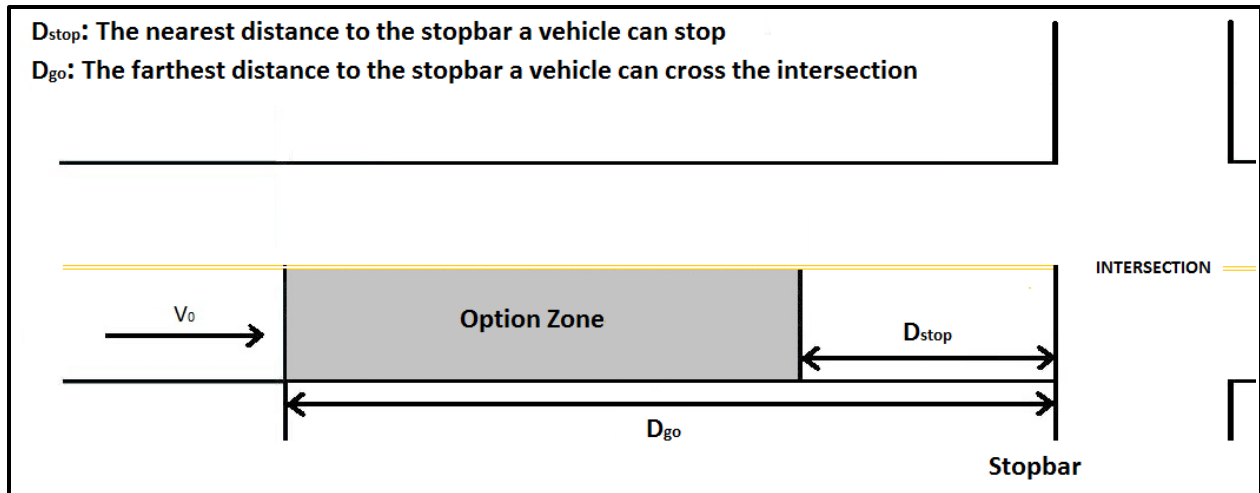 Dstop: The nearest distance to the stopbar a vehicle can stop
Dgo: The farthest distance to the stopbar a vehicle can cross the intersection
INTERSECTION
V0
Option Zone
Dstop
Dgo
Stopbar